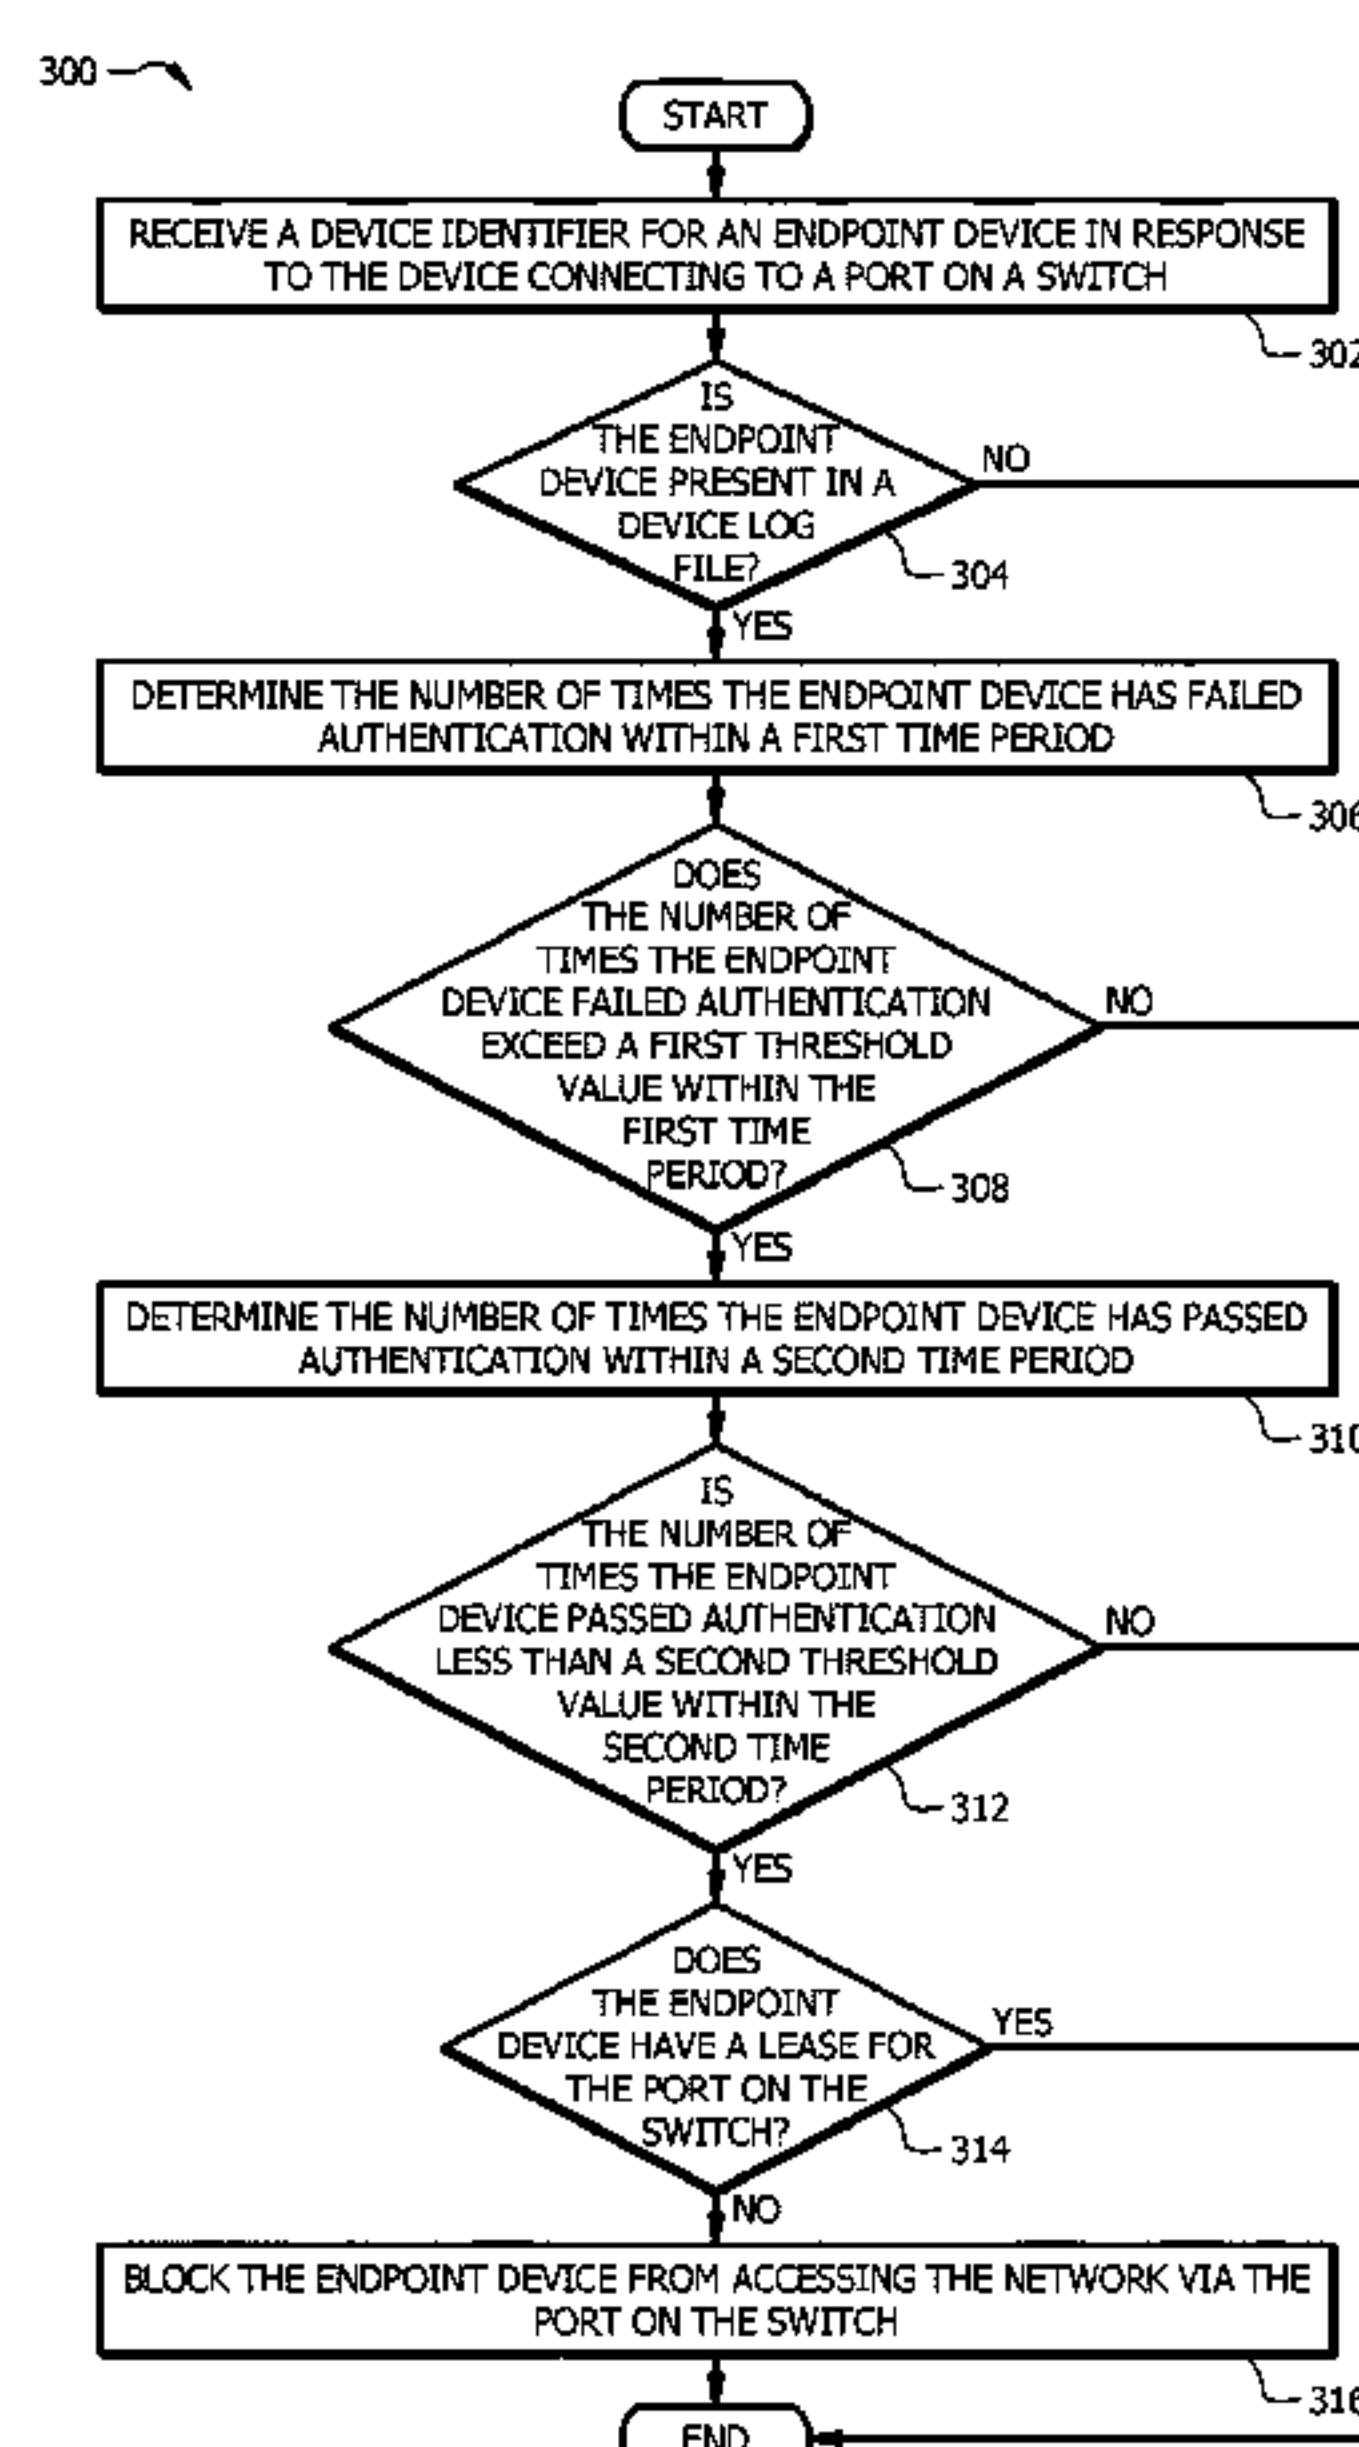 300
START
RECEIVE A DEVICE IDENTIFIER FOR AN ENDPOINT DEVICE IN RESPONSE
TO THE DEVICE CONNECTING TO A PORT ON A SWITCH
302
IS
THE ENDPOINT
DEVICE PRESENT IN A
DEVICE LOG
FILE?
NO
304
YES
DETERMINE THE NUMBER OF TIMES THE ENDPOINT DEVICE HAS FAILED
AUTHENTICATION WITHIN A FIRST TIME PERIOD
306
DOES
THE NUMBER OF
TIMES THE ENDPOINT
DEVICE FAILED AUTHENTICATION
EXCEED A FIRST THRESHOLD
VALUE WITHIN THE
FIRST TIME
PERIOD?
NO
308
YES
DETERMINE THE NUMBER OF TIMES THE ENDPOINT DEVICE HAS PASSED
AUTHENTICATION WITHIN A SECOND TIME PERIOD
310
IS
THE NUMBER OF
TIMES THE ENDPOINT
DEVICE PASSED AUTHENTICATION
LESS THAN A SECOND THRESHOLD
VALUE WITHIN THE
SECOND TIME
PERIOD?
NO
312
YES
DOES
THE ENDPOINT
DEVICE HAVE A LEASE FOR
THE PORT ON THE
SWITCH?
YES
314
NO
BLOCK THE ENDPOINT DEVICE FROM ACCESSING THE NETWORK VIA THE
PORT ON THE SWITCH
316
END